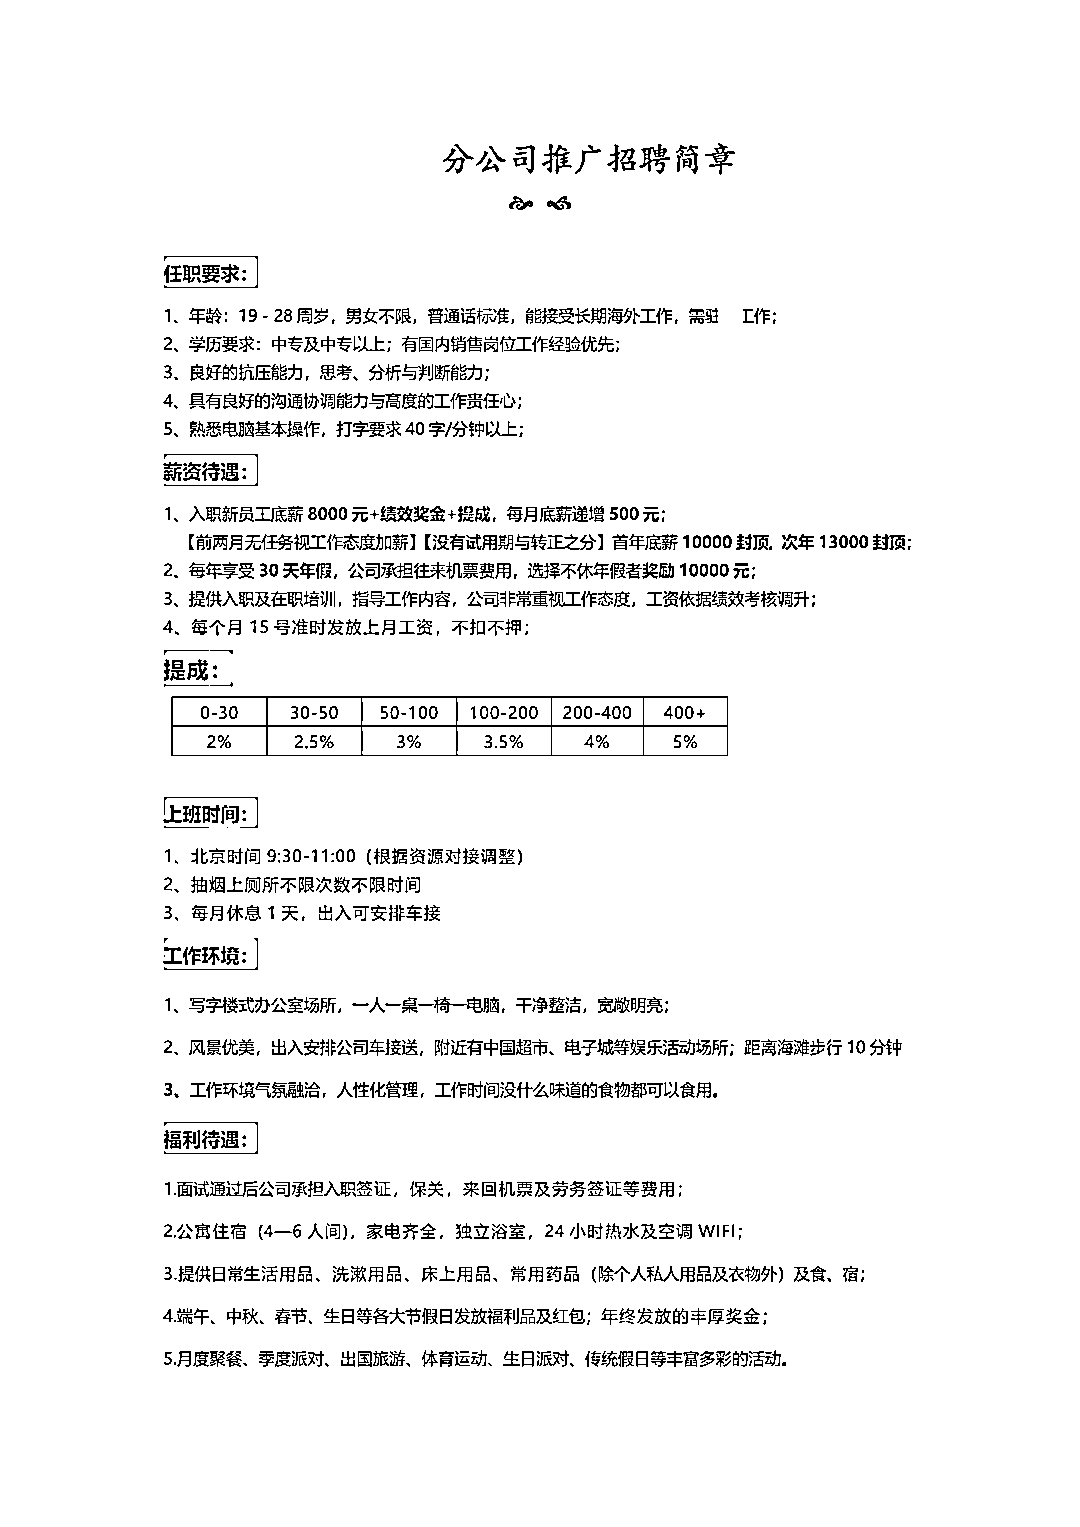 分公司推广招聘简章
任职要求：
1、年龄：19 - 28 周岁，男女不限，普通话标准，能接受长期海外工作，需驻 工作；
2、学历要求：中专及中专以上；有国内销售岗位工作经验优先；
3、良好的抗压能力，思考、分析与判断能力；
4、具有良好的沟通协调能力与高度的工作责任心；
5、熟悉电脑基本操作，打字要求 40 字/分钟以上；
薪资待遇：
1、入职新员工底薪 8000 元+绩效奖金+提成，每月底薪递增 500 元；
【前两月无任务视工作态度加薪】【没有试用期与转正之分】首年底薪 10000 封顶，次年 13000 封顶；
2、每年享受 30 天年假，公司承担往来机票费用，选择不休年假者奖励 10000 元；
3、提供入职及在职培训，指导工作内容，公司非常重视工作态度，工资依据绩效考核调升；
4、每个月 15 号准时发放上月工资，不扣不押；
提成：
0-30 30-50 50-100 100-200 200-400 400+
2% 2.5% 3% 3.5% 4% 5%
上班时间：
1、北京时间 9:30-11:00（根据资源对接调整）
2、抽烟上厕所不限次数不限时间
3、每月休息 1 天，出入可安排车接
工作环境：
1、写字楼式办公室场所，一人一桌一椅一电脑，干净整洁，宽敞明亮；
2、风景优美，出入安排公司车接送，附近有中国超市、电子城等娱乐活动场所；距离海滩步行 10 分钟
3、工作环境气氛融洽，人性化管理，工作时间没什么味道的食物都可以食用。
福利待遇：
1.面试通过后公司承担入职签证，保关，来回机票及劳务签证等费用；
2.公寓住宿（4—6 人间），家电齐全，独立浴室，24 小时热水及空调 WIFI；
3.提供日常生活用品、洗漱用品、床上用品、常用药品（除个人私人用品及衣物外）及食、宿；
4.端午、中秋、春节、生日等各大节假日发放福利品及红包；年终发放的丰厚奖金；
5.月度聚餐、季度派对、出国旅游、体育运动、生日派对、传统假日等丰富多彩的活动。